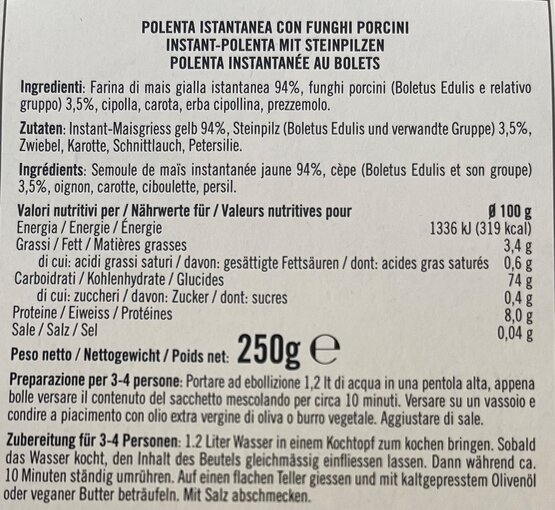 POLENTA ISTANTANEA CON FUNGHI PORCINI
INSTANT-POLENTA MIT STEINPILZEN
POLENTA INSTANTANÉE AU BOLETS
Ingredienti: Farina di mais gialla istantanea 94%, funghi porcini (Boletus Edulis e relativo
gruppo) 3,5%, cipolla, carota, erba cipollina, prezzemolo.
Zutaten: Instant-Maisgriess gelb 94%, Steinpilz (Boletus Edulis und verwandte Gruppe) 3,5%,
Zwiebel, Karotte, Schnittlauch, Petersilie.
Ingrédients: Semoule de maïs instantanée jaune 94%, cèpe (Boletus Edulis et son groupe)
3,5%, oignon, carotte, ciboulette, persil.
Valori nutritivi per / Nährwerte für / Valeurs nutritives pour Ø 100 g
Energia / Energie / Énergie 1336 kJ (319 kcal)
Grassi / Fett / Matières grasses 3,4 g
di cui: acidi grassi saturi / davon: gesättigte Fettsäuren / dont: acides gras saturés 0,6 g
Carboidrati / Kohlenhydrate / Glucides 74 g
di cui: zuccheri / davon: Zucker / dont: sucres 0,4 g
Proteine / Eiweiss / Protéines 8,0 g
Sale / Salz / Sel 0,04 g
Peso netto / Nettogewicht / Poids net: 250g ℮
Preparazione per 3-4 persone: Portare ad ebollizione 1,2 lt di acqua in una pentola alta, appena
bolle versare il contenuto del sacchetto mescolando per circa 10 minuti. Versare su un vassoio e
condire a piacimento con olio extra vergine di oliva o burro vegetale. Aggiustare di sale.
Zubereitung für 3-4 Personen: 1.2 Liter Wasser in einem Kochtopf zum kochen bringen. Sobald
das Wasser kocht, den Inhalt des Beutels gleichmässig einfliessen lassen. Dann während ca.
10 Minuten ständig umrühren. Auf einen flachen Teller giessen und mit kaltgepresstem Olivenöl
oder veganer Butter beträufeln. Mit Salz abschmecken.